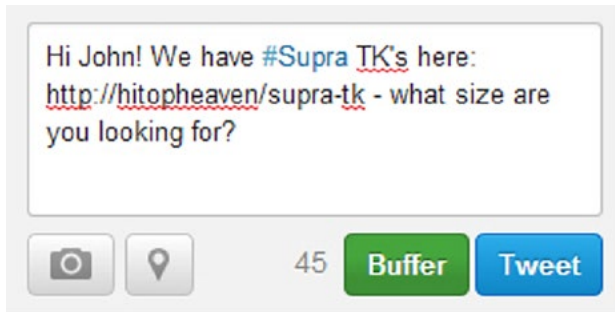 Hi John! We have #Supra TK's here:
http://hitopheaven/supra-tk - what size are
you looking for?
45 Buffer Tweet